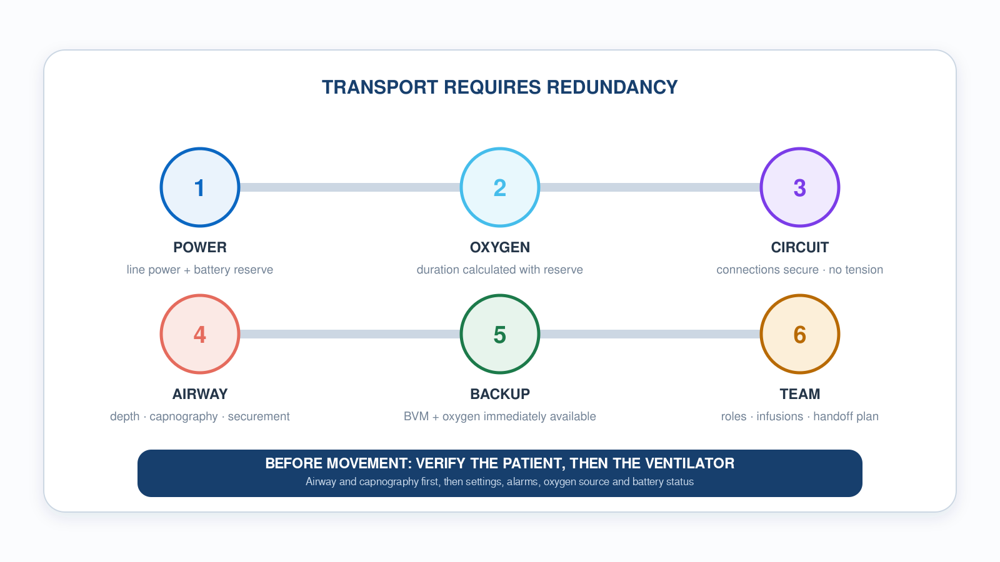 TRANSPORT REQUIRES REDUNDANCY
1
2
3
POWER
OXYGEN
CIRCUIT
line power + battery reserve
duration calculated with reserve
connections secure · no tension
4
5
6
AIRWAY
BACKUP
TEAM
depth · capnography · securement
BVM + oxygen immediately available
roles · infusions · handoff plan
BEFORE MOVEMENT: VERIFY THE PATIENT, THEN THE VENTILATOR
Airway and capnography first, then settings, alarms, oxygen source and battery status